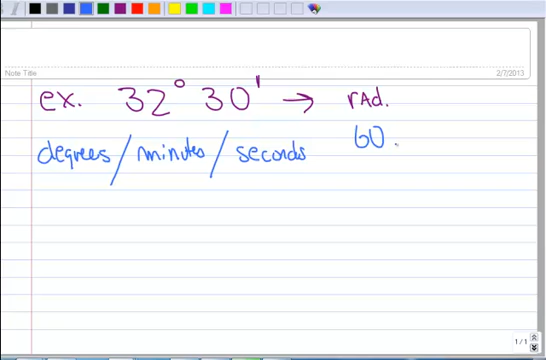 Note Title
2/7/2013
ex. 32° 30' → rad.
degrees / minutes / seconds 60.
1/1